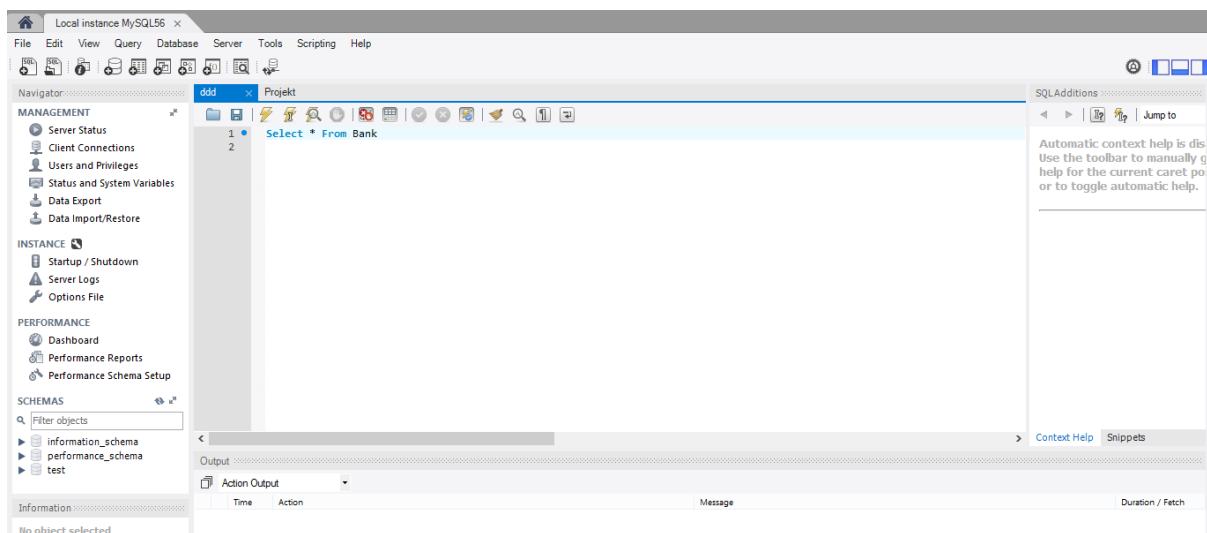 Local instance MySQL56 ×
File Edit View Query Database Server Tools Scripting Help
Navigator
MANAGEMENT
Server Status
Client Connections
Users and Privileges
Status and System Variables
Data Export
Data Import/Restore
INSTANCE
Startup / Shutdown
Server Logs
Options File
PERFORMANCE
Dashboard
Performance Reports
Performance Schema Setup
SCHEMAS
Filter objects
information_schema
performance_schema
test
Information
No object selected
ddd × Projekt
1 Select * From Bank
2
Output
Action Output
Time Action Message Duration / Fetch
SQLAdditions
Jump to
Automatic context help is dis
Use the toolbar to manually g
help for the current caret po
or to toggle automatic help.
Context Help Snippets